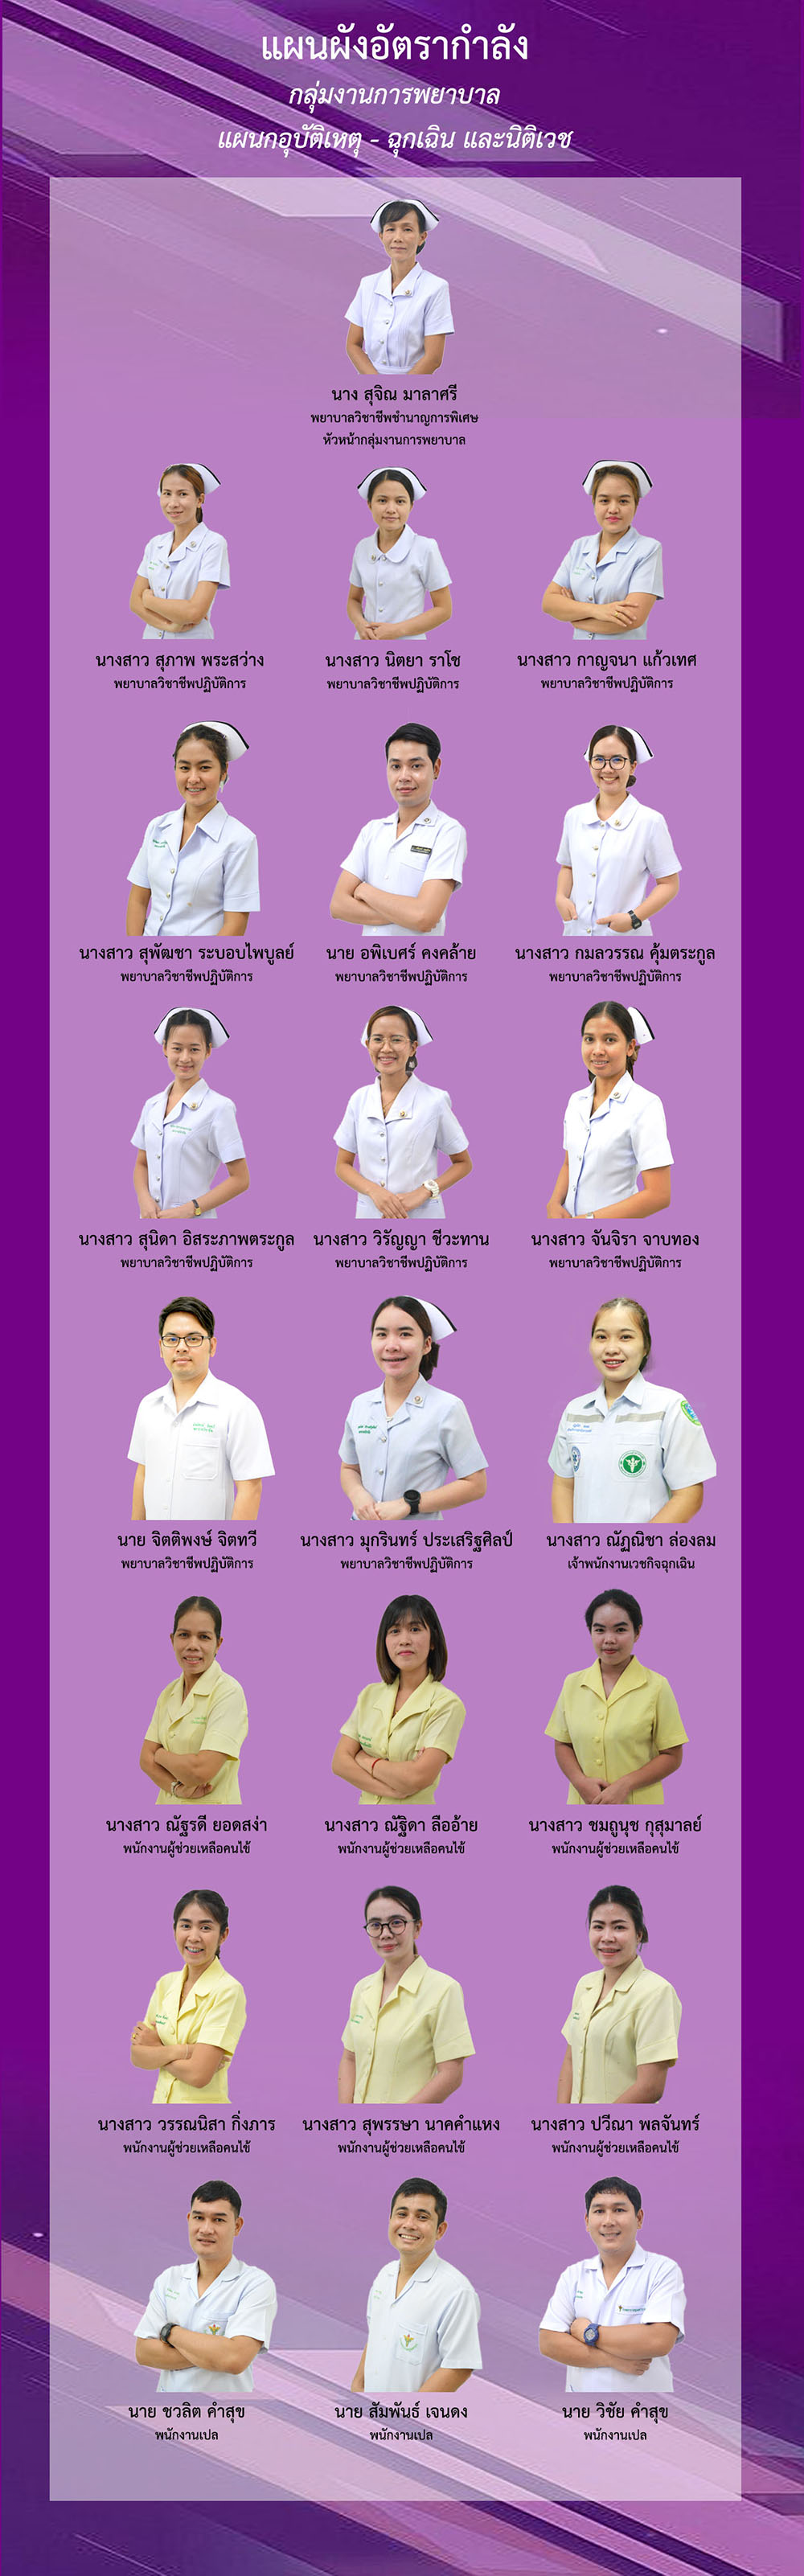 แผนผังอัตรากำลัง
กลุ่มงานการพยาบาล
แผนกอุบัติเหตุ - ฉุกเฉิน และนิติเวช
นาง สุจิณ มาลาศรี
พยาบาลวิชาชีพชำนาญการพิเศษ
หัวหน้ากลุ่มงานการพยาบาล
นางสาว สุภาพ พระสว่าง
พยาบาลวิชาชีพปฏิบัติการ
นางสาว นิตยา ราโช
พยาบาลวิชาชีพปฏิบัติการ
นางสาว กาญจนา แก้วเทศ
พยาบาลวิชาชีพปฏิบัติการ
นางสาว สุพัฒชา ระบอบไพบูลย์
พยาบาลวิชาชีพปฏิบัติการ
นาย อพิเบศร์ คงคล้าย
พยาบาลวิชาชีพปฏิบัติการ
นางสาว กมลวรรณ คุ้มตระกูล
พยาบาลวิชาชีพปฏิบัติการ
นางสาว สุนิดา อิสระภาพตระกูล
พยาบาลวิชาชีพปฏิบัติการ
นางสาว วิรัญญา ชีวะทาน
พยาบาลวิชาชีพปฏิบัติการ
นางสาว จันจิรา จาบทอง
พยาบาลวิชาชีพปฏิบัติการ
นาย จิตติพงษ์ จิตทวี
พยาบาลวิชาชีพปฏิบัติการ
นางสาว มุกรินทร์ ประเสริฐศิลป์
พยาบาลวิชาชีพปฏิบัติการ
นางสาว ณัฏณิชา ล่องลม
เจ้าพนักงานเวชกิจฉุกเฉิน
นางสาว ณัฐรดี ยอดสง่า
พนักงานผู้ช่วยเหลือคนไข้
นางสาว ณัฐิดา ลืออ้าย
พนักงานผู้ช่วยเหลือคนไข้
นางสาว ชมถูนุช กุสุมาลย์
พนักงานผู้ช่วยเหลือคนไข้
นางสาว วรรณนิสา กิ่งภาร
พนักงานผู้ช่วยเหลือคนไข้
นางสาว สุพรรษา นาคคำแหง
พนักงานผู้ช่วยเหลือคนไข้
นางสาว ปวีณา พลจันทร์
พนักงานผู้ช่วยเหลือคนไข้
นาย ชวลิต คำสุข
พนักงานเปล
นาย สัมพันธ์ เจนดง
พนักงานเปล
นาย วิชัย คำสุข
พนักงานเปล